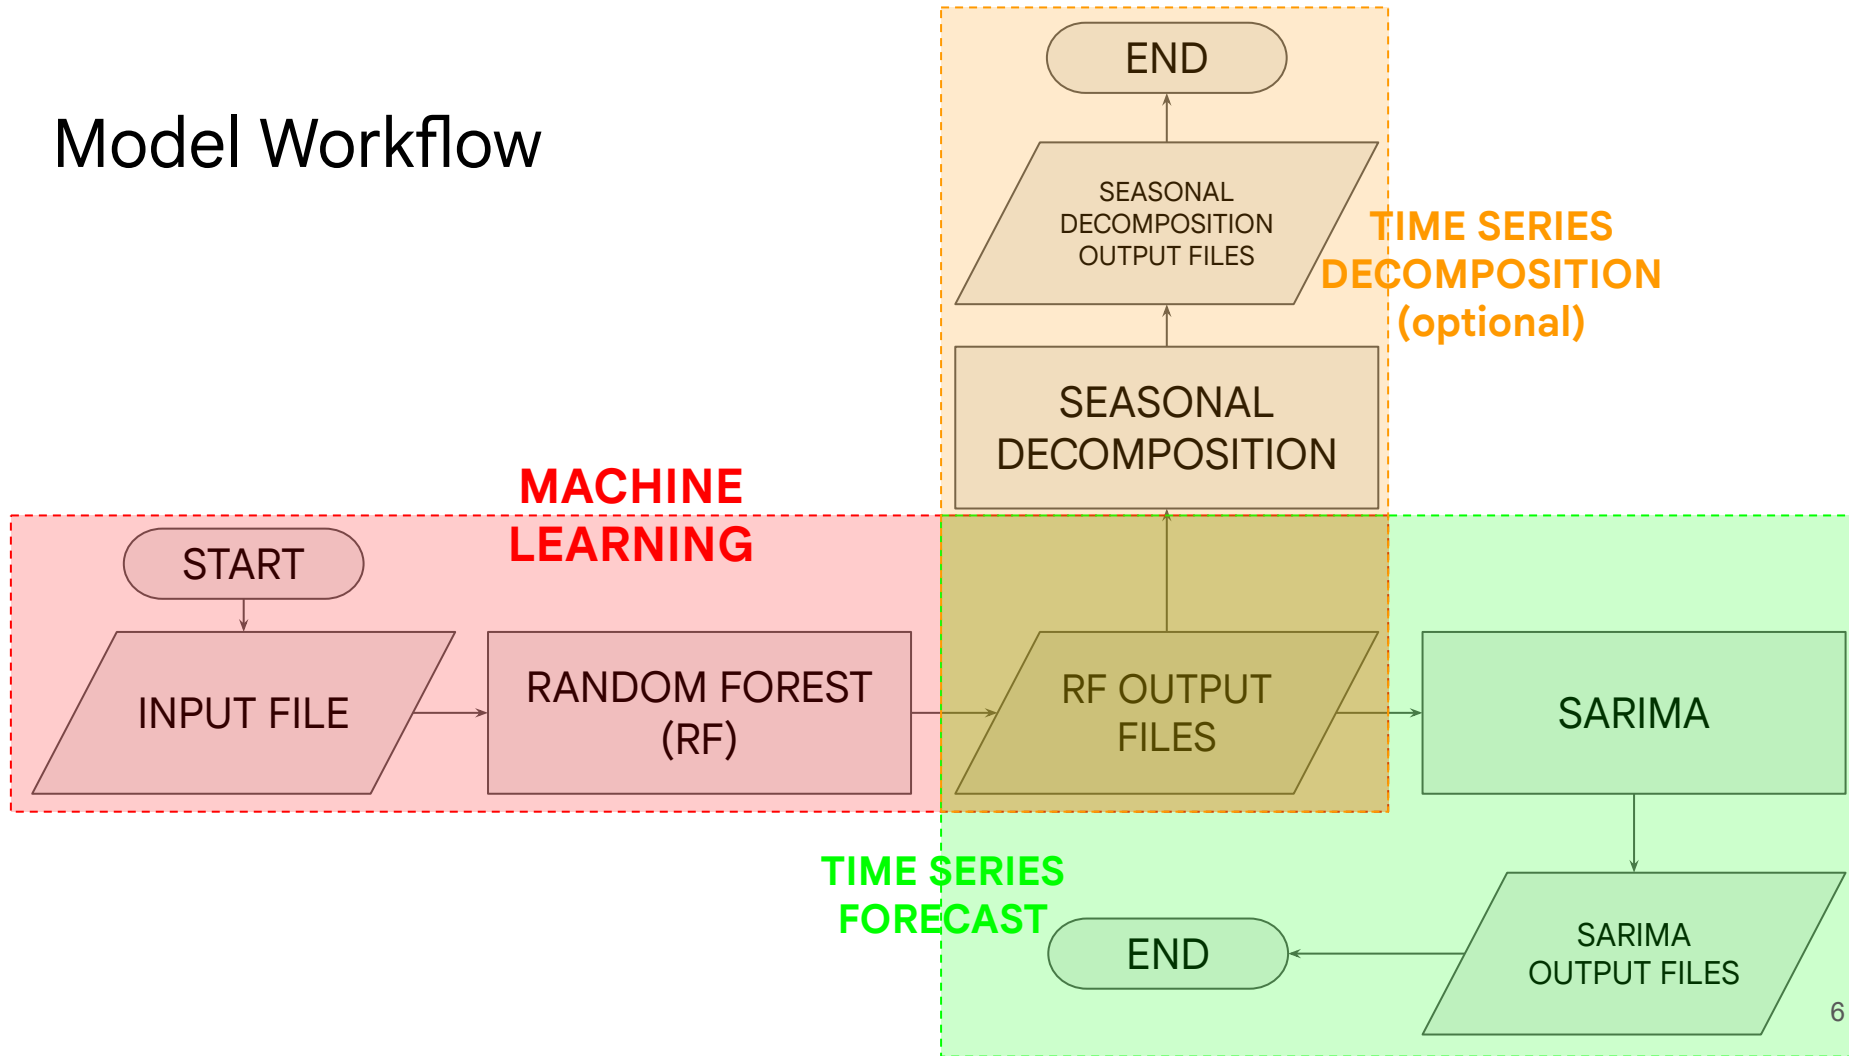 Model Workflow
END
SEASONAL
DECOMPOSITION
OUTPUT FILES
TIME SERIES
DECOMPOSITION
(optional)
SEASONAL
DECOMPOSITION
MACHINE
LEARNING
START
INPUT FILE
RANDOM FOREST
(RF)
RF OUTPUT
FILES
SARIMA
TIME SERIES
FORECAST
END
SARIMA
OUTPUT FILES
6